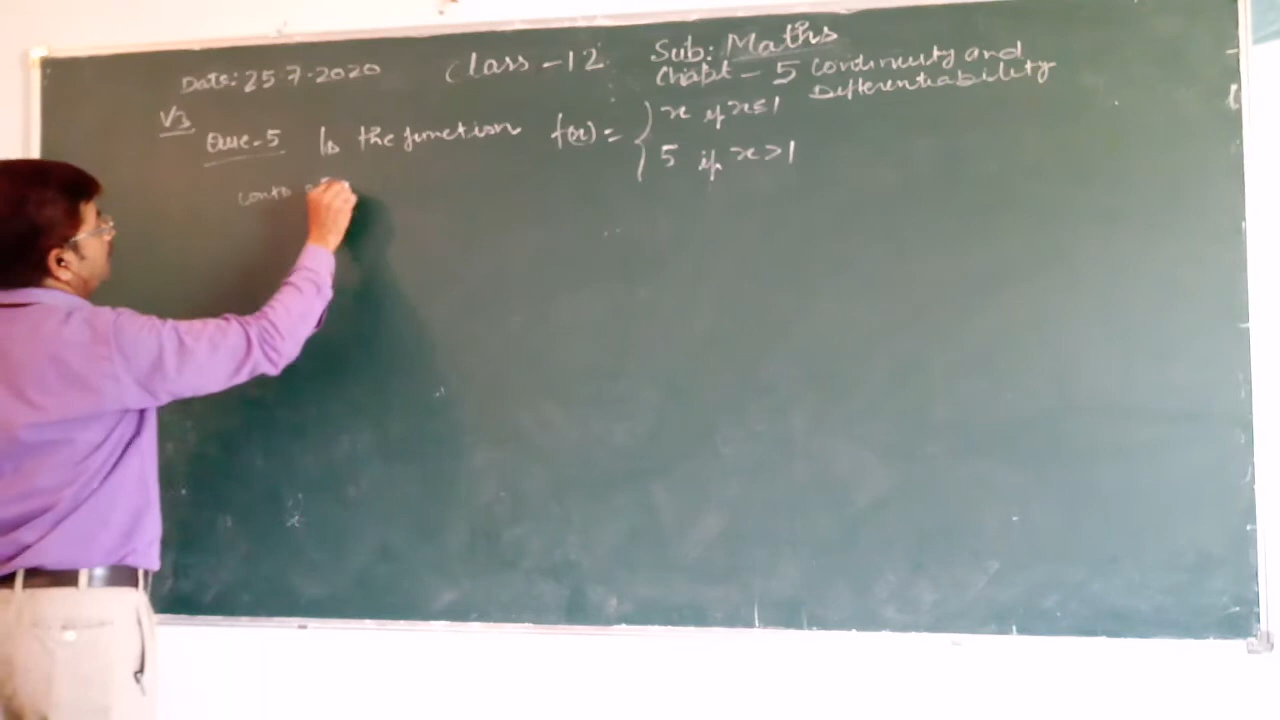 Date: 25.7.2020 Class - 12 Sub: Maths
Chapt - 5 Continuity and Differentiability
V3
Que-5 Is the function f(x) = { x if x≤1
5 if x>1
conts